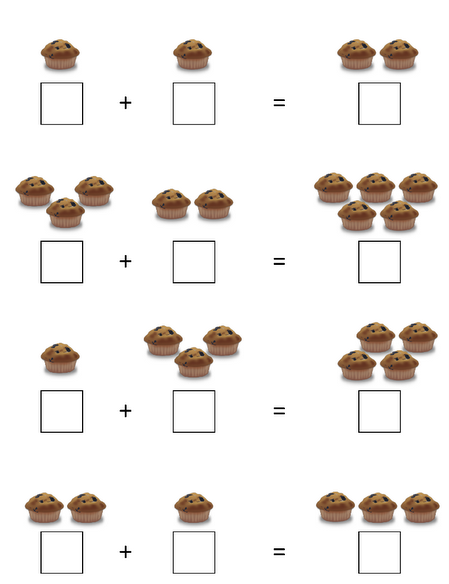 + =
+ =
+ =
+ =